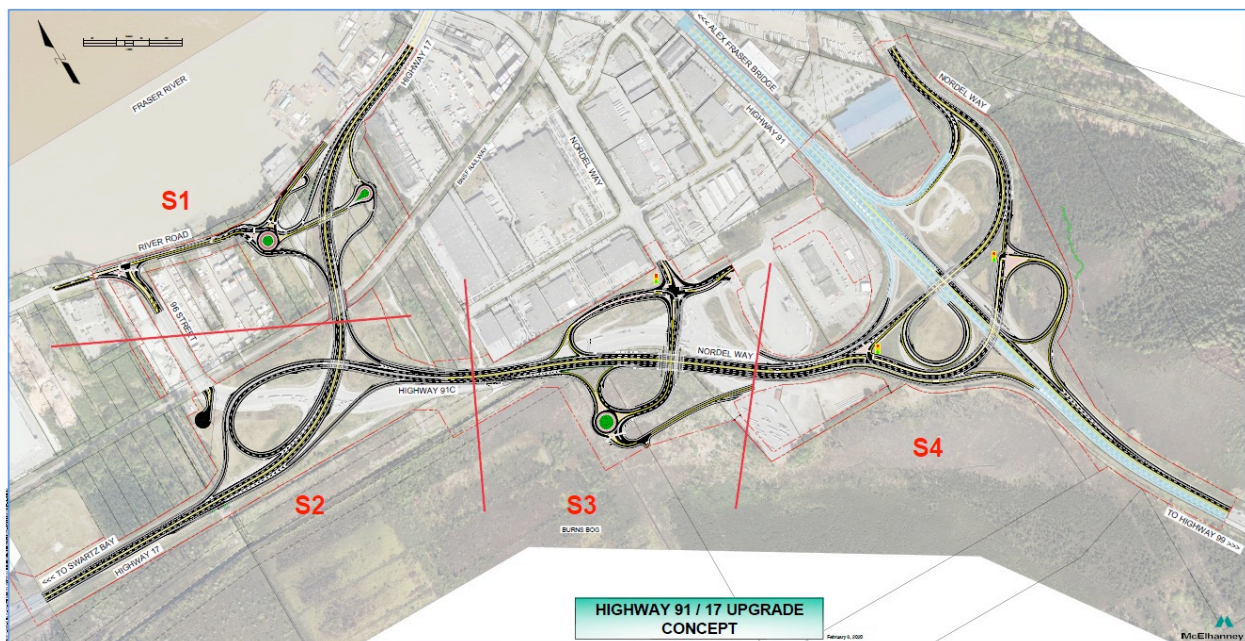 <<< ALEX FRASER BRIDGE
HIGHWAY 17
NORDEL WAY
FRASER RIVER
HIGHWAY 91
NORDEL WAY
BNSF RAILWAY
S1
RIVER ROAD
96 STREET
NORDEL WAY
HIGHWAY 91C
S4
S2
S3
BURNS BOG
<<< TO SWARTZ BAY
HIGHWAY 17
TO HIGHWAY 99 >>>
HIGHWAY 91 / 17 UPGRADE
CONCEPT
McElhanney